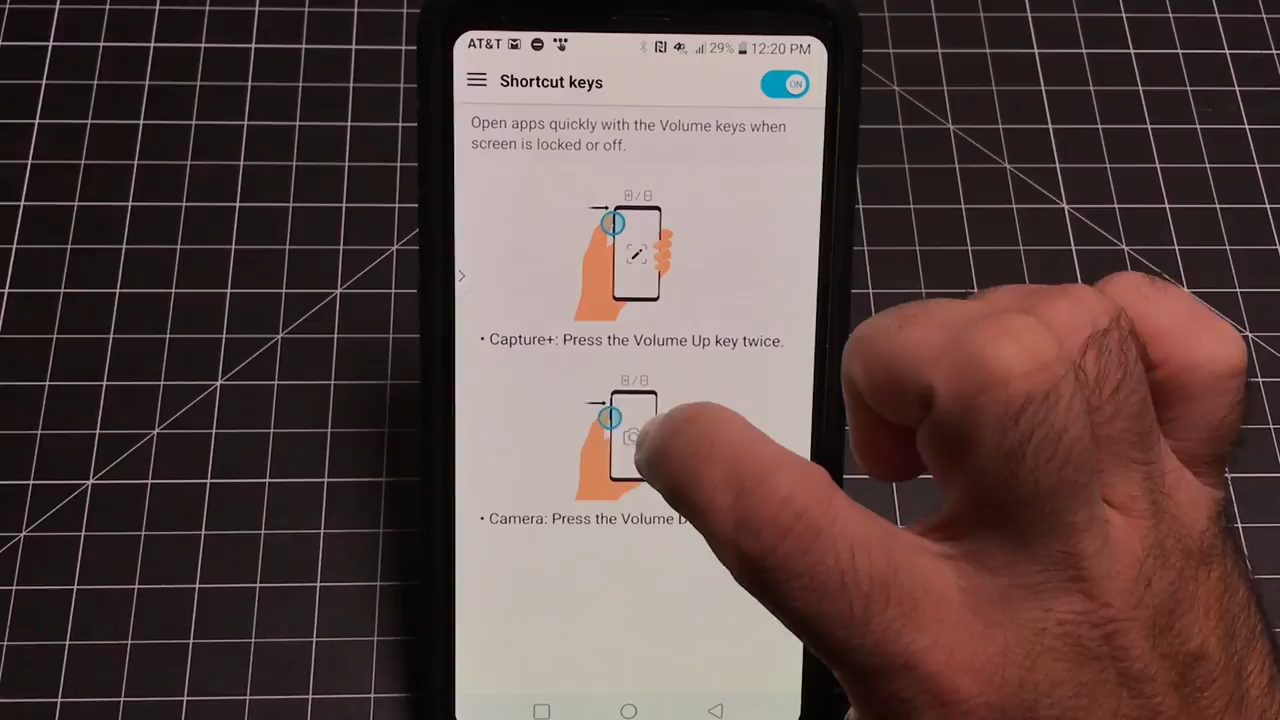 AT&T 29% 12:20 PM
Shortcut keys ON
Open apps quickly with the Volume keys when
screen is locked or off.
• Capture+: Press the Volume Up key twice.
• Camera: Press the Volume